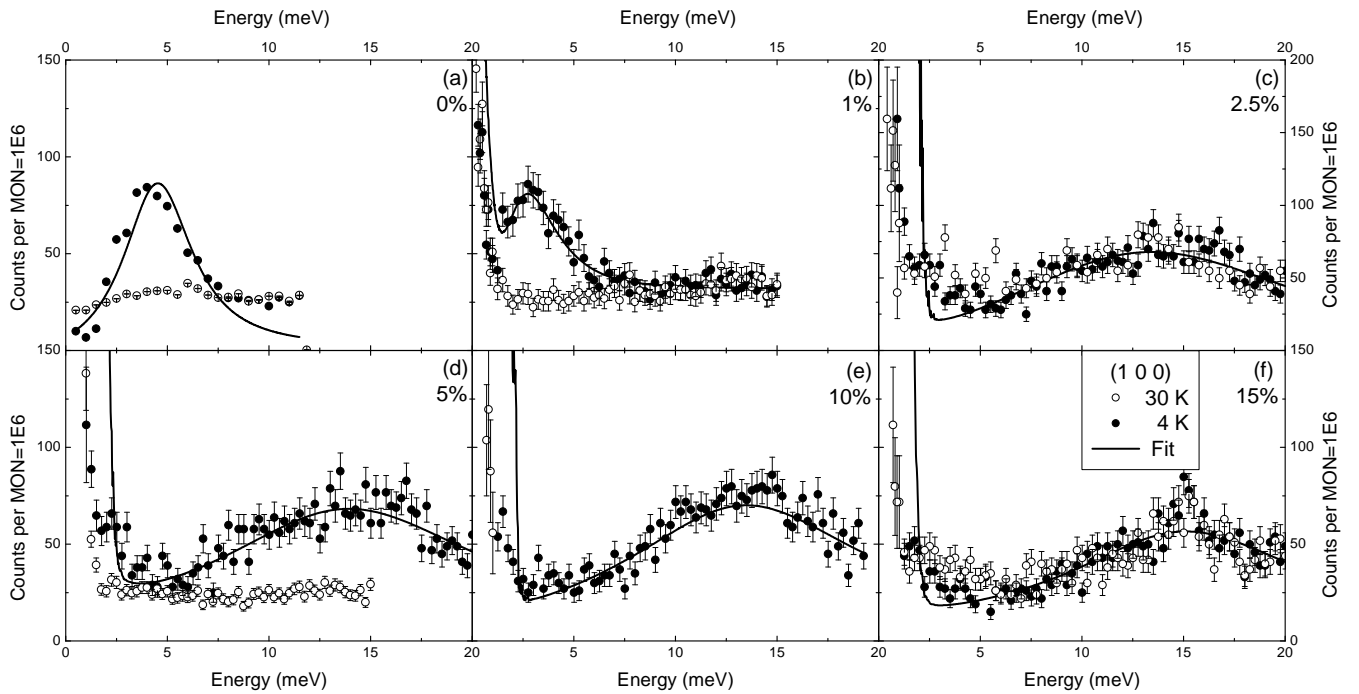 Energy (meV) Energy (meV) Energy (meV)
0 5 10 15 20 5 10 15 20 5 10 15 20
150 (a) (b) (c) 200
0% 1% 2.5%
100 150
50 100
50
Counts per MON=1E6 Counts per MON=1E6
150 150
(d) (e) (f)
5% 10% 15%
(1 0 0)
30 K
4 K
Fit
100 100
50 50
0 0
Counts per MON=1E6 Counts per MON=1E6
0 5 10 15 20 5 10 15 20 5 10 15 20
Energy (meV) Energy (meV) Energy (meV)